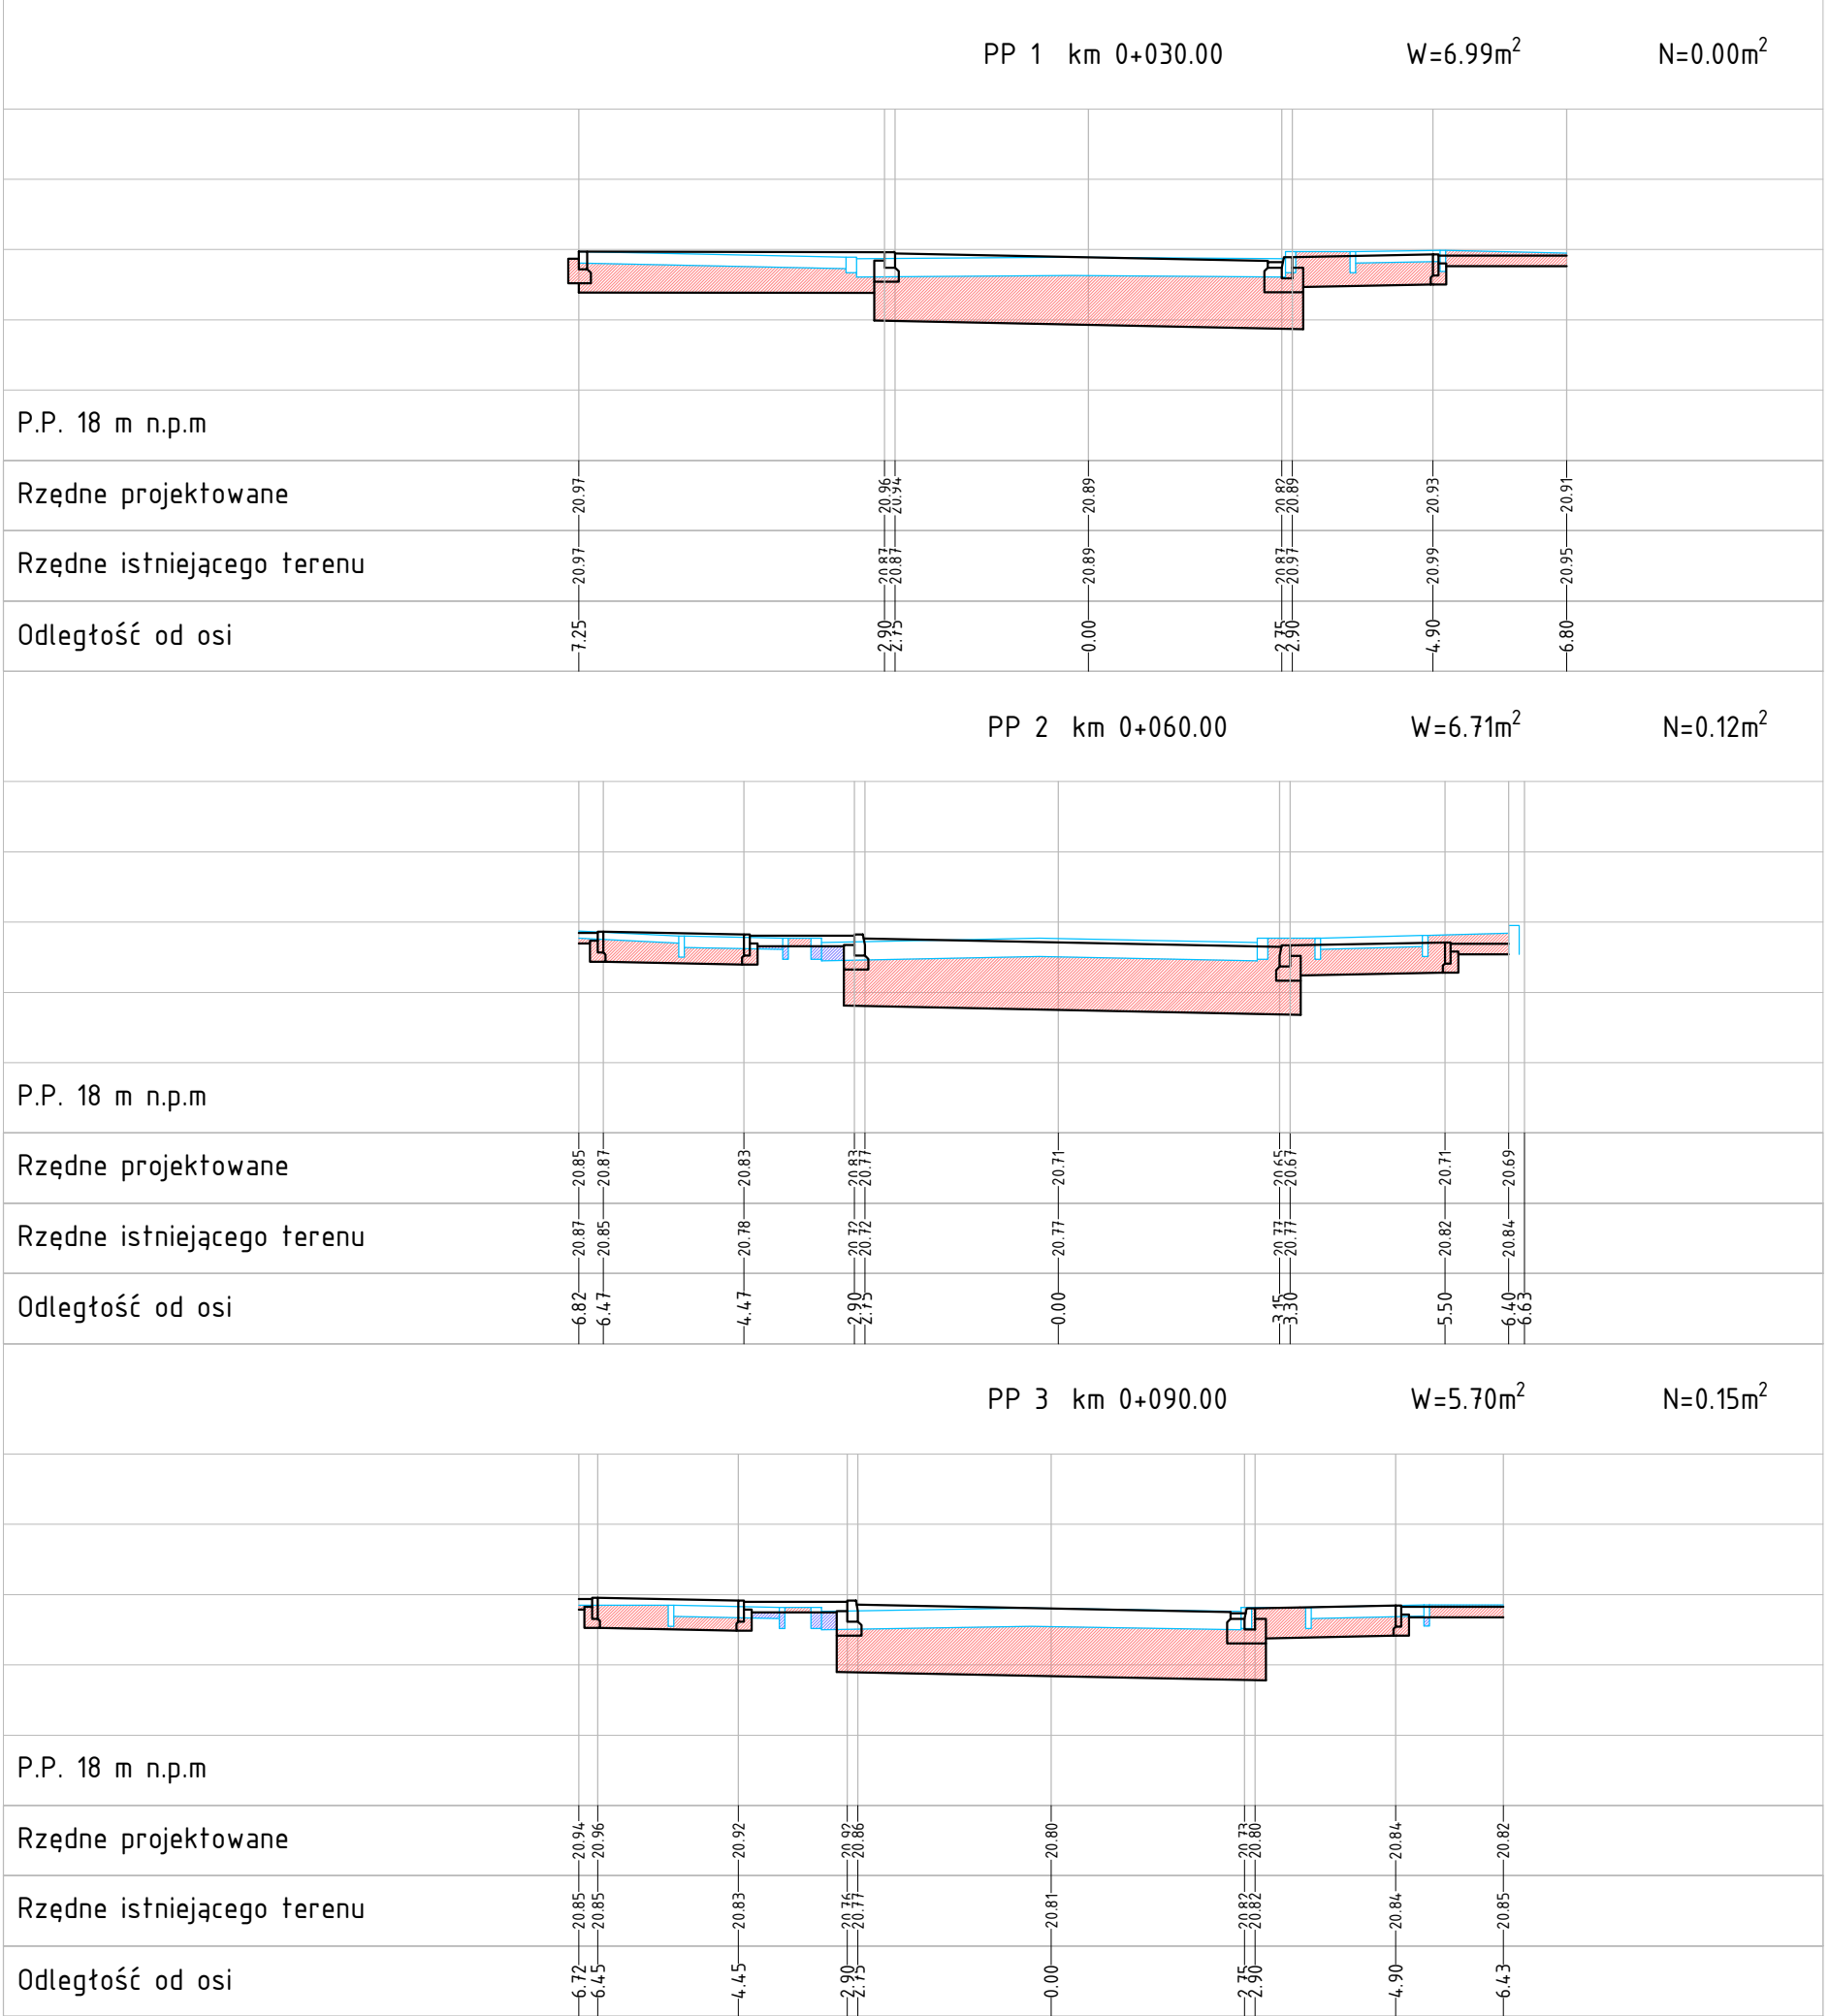 PP 1 km 0+030.00 W=6.99m² N=0.00m²
P.P. 18 m n.p.m
Rzędne projektowane 20.97 20.96 20.94 20.89 20.82 20.89 20.93 20.91
Rzędne istniejącego terenu 20.97 20.87 20.87 20.89 20.87 20.97 20.99 20.95
Odległość od osi 7.25 2.90 2.75 0.00 2.75 2.90 4.90 6.80
PP 2 km 0+060.00 W=6.71m² N=0.12m²
P.P. 18 m n.p.m
Rzędne projektowane 20.85 20.87 20.83 20.83 20.77 20.71 20.65 20.67 20.71 20.69
Rzędne istniejącego terenu 20.87 20.85 20.78 20.72 20.72 20.77 20.77 20.77 20.82 20.84
Odległość od osi 6.82 6.47 4.47 2.90 2.75 0.00 3.15 3.30 5.50 6.40 6.63
PP 3 km 0+090.00 W=5.70m² N=0.15m²
P.P. 18 m n.p.m
Rzędne projektowane 20.94 20.96 20.92 20.92 20.86 20.80 20.73 20.80 20.84 20.82
Rzędne istniejącego terenu 20.85 20.85 20.83 20.76 20.77 20.81 20.82 20.82 20.84 20.85
Odległość od osi 6.72 6.45 4.45 2.90 2.75 0.00 2.75 2.90 4.90 6.43